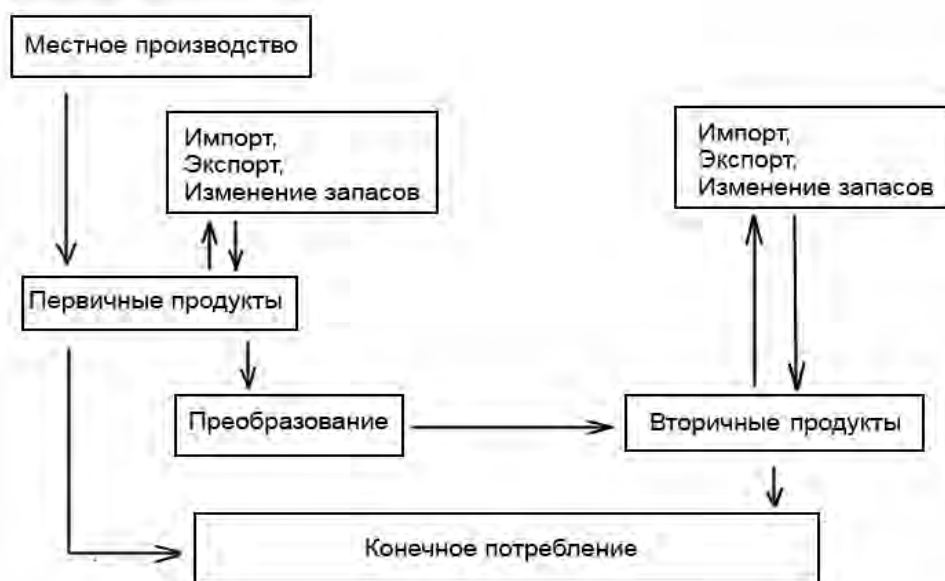 Местное производство
Импорт,
Экспорт,
Изменение запасов
Импорт,
Экспорт,
Изменение запасов
Первичные продукты
Преобразование
Вторичные продукты
Конечное потребление